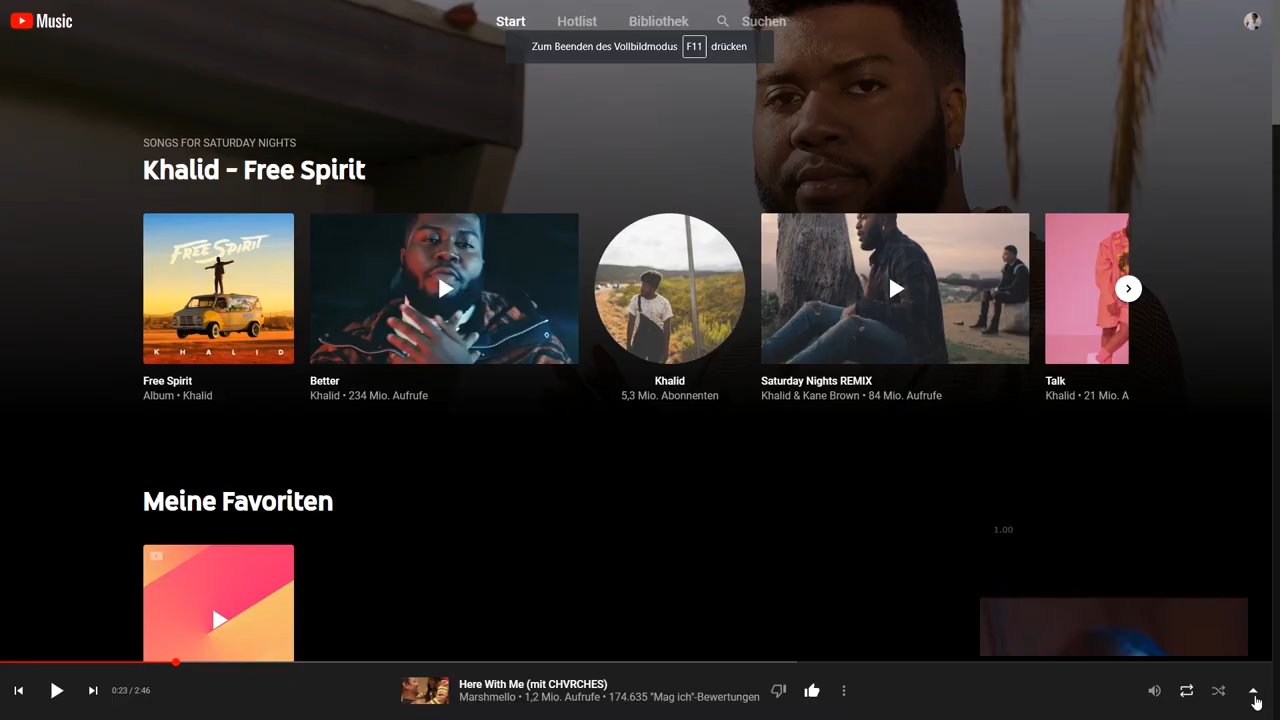 Music
Start
Hotlist
Bibliothek
Suchen
Zum Beenden des Vollbildmodus F11 drücken
SONGS FOR SATURDAY NIGHTS
Khalid - Free Spirit
FREE SPIRIT
KHALID
Free Spirit
Album • Khalid
Better
Khalid • 234 Mio. Aufrufe
Khalid
5,3 Mio. Abonnenten
Saturday Nights REMIX
Khalid & Kane Brown • 84 Mio. Aufrufe
Talk
Khalid • 21 Mio. A
Meine Favoriten
1.00
0:23 / 2:46
Here With Me (mit CHVRCHES)
Marshmello • 1,2 Mio. Aufrufe • 174.635 "Mag ich"-Bewertungen